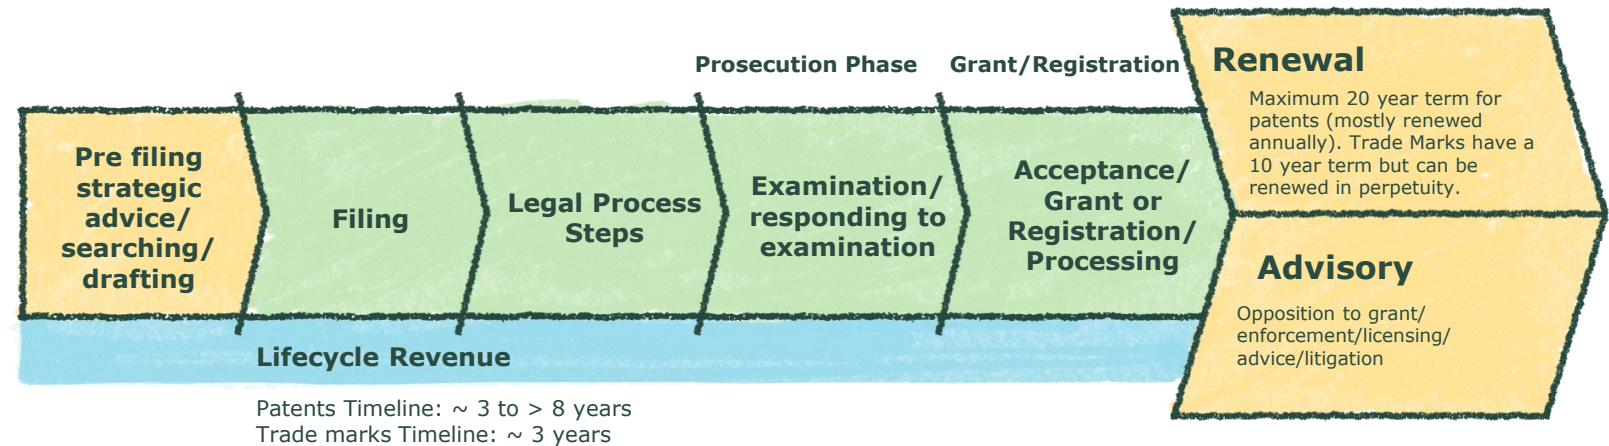 Prosecution Phase
Grant/Registration
Pre filing
strategic
advice/
searching/
drafting
Filing
Legal Process
Steps
Examination/
responding to
examination
Acceptance/
Grant or
Registration/
Processing
Renewal
Maximum 20 year term for
patents (mostly renewed
annually). Trade Marks have a
10 year term but can be
renewed in perpetuity.
Advisory
Opposition to grant/
enforcement/licensing/
advice/litigation
Lifecycle Revenue
Patents Timeline: ~ 3 to > 8 years
Trade marks Timeline: ~ 3 years